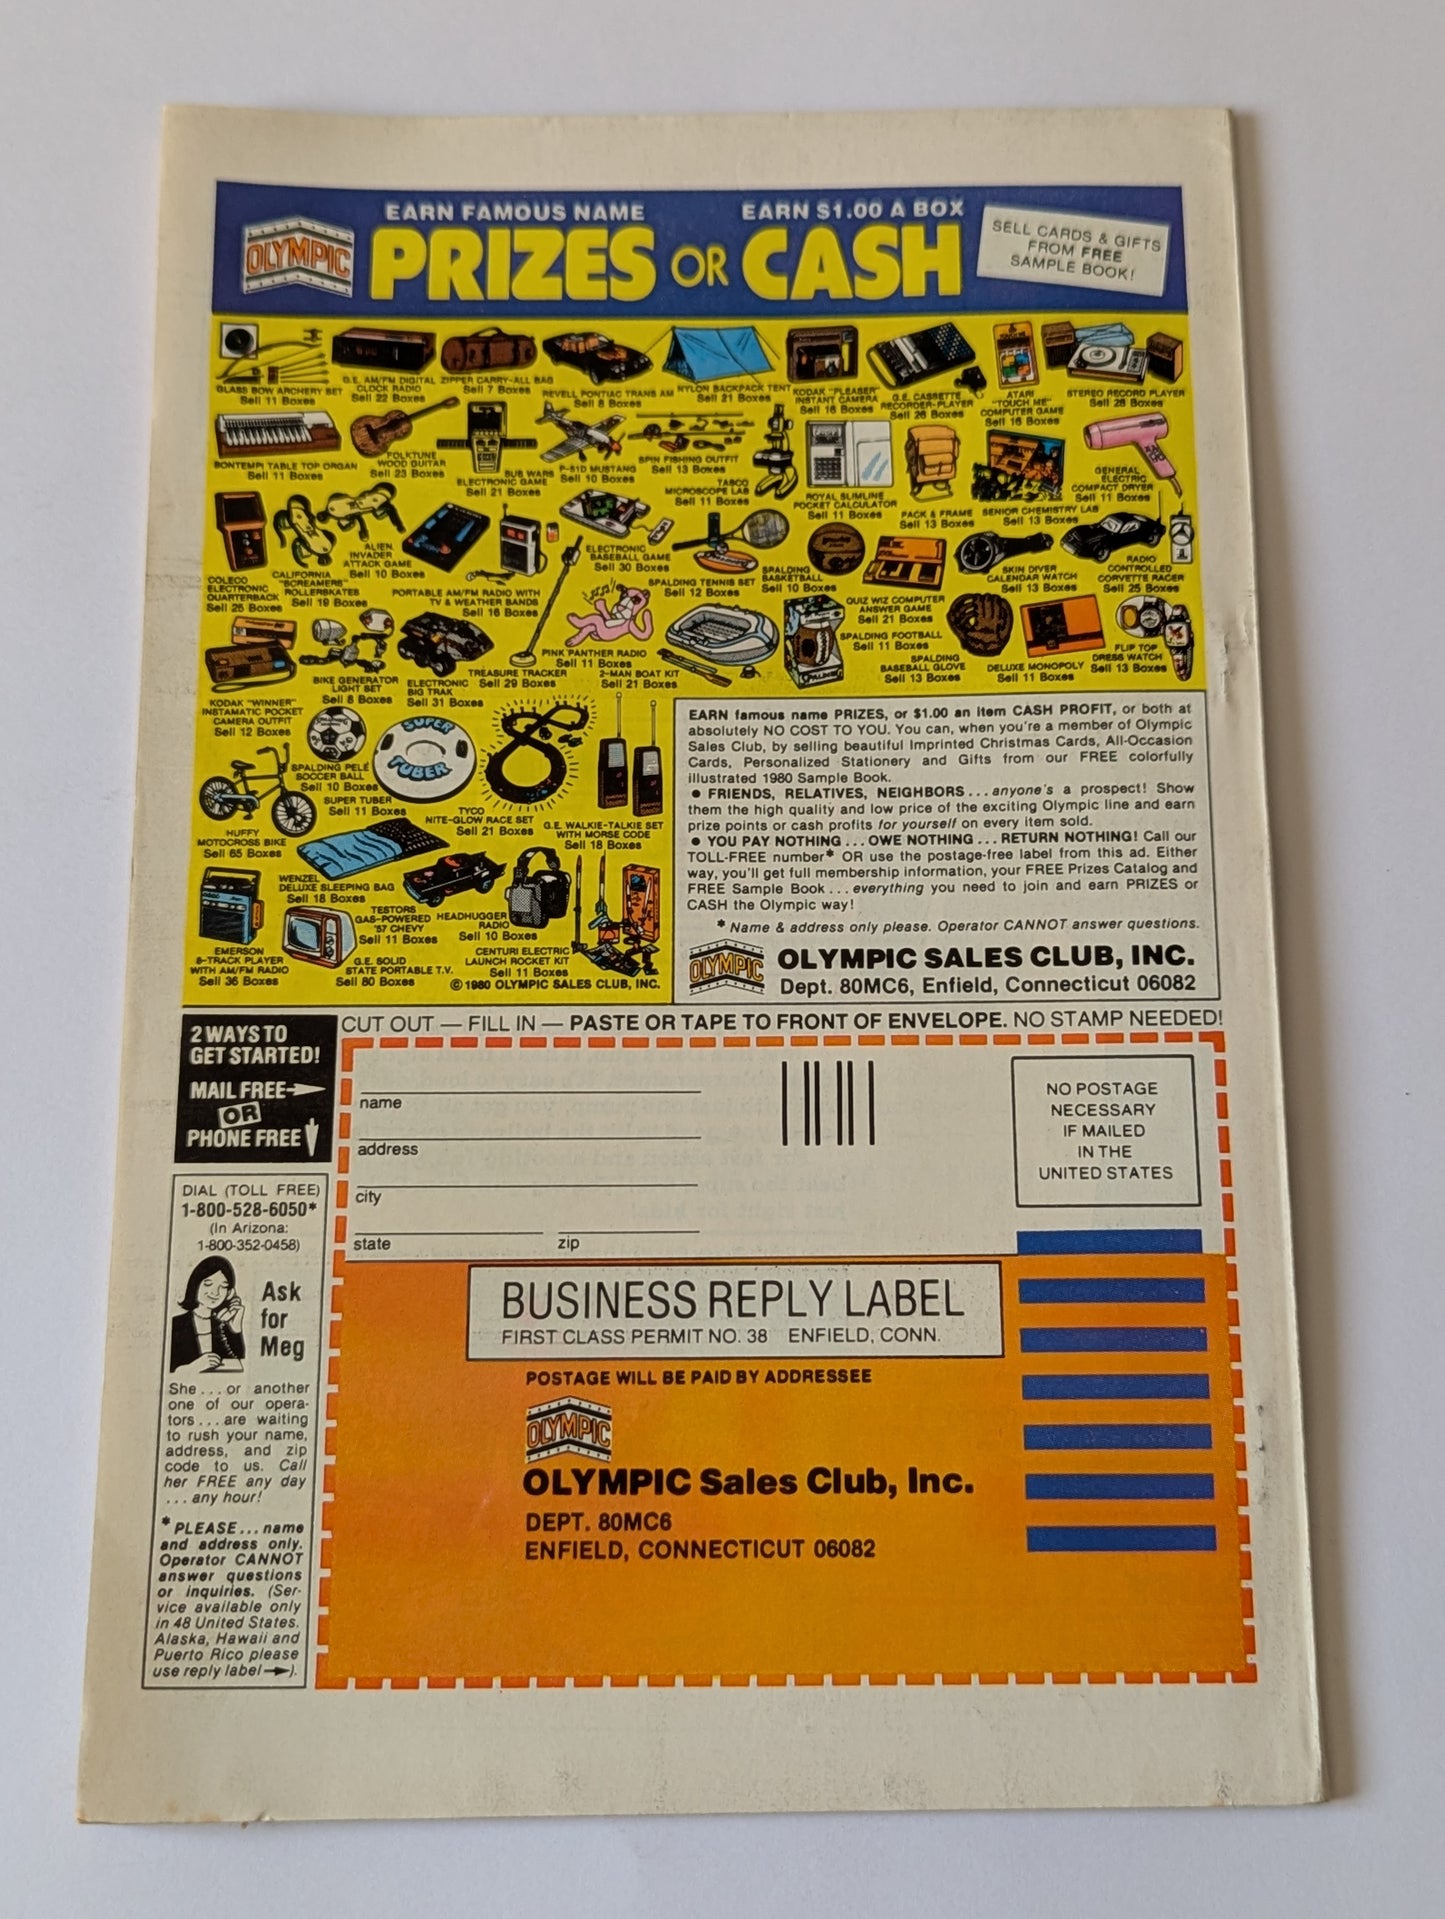 EARN FAMOUS NAME
EARN $1.00 A BOX
OLYMPIC
PRIZES OR CASH
SELL CARDS & GIFTS
FROM FREE
SAMPLE BOOK!
GLASS BOW ARCHERY SET
Sell 11 Boxes
G.E. AM/FM DIGITAL
CLOCK RADIO
Sell 22 Boxes
ZIPPER CARRY-ALL BAG
Sell 7 Boxes
REVELL PONTIAC TRANS AM
Sell 8 Boxes
NYLON BACKPACK TENT
Sell 21 Boxes
KODAK "PLEASER"
INSTANT CAMERA
Sell 16 Boxes
G.E. CASSETTE
RECORDER-PLAYER
Sell 26 Boxes
ATARI
"TOUCH ME"
COMPUTER GAME
Sell 16 Boxes
STEREO RECORD PLAYER
Sell 28 Boxes
BONTEMPI TABLE TOP ORGAN
Sell 11 Boxes
FOLKTUNE
WOOD GUITAR
Sell 23 Boxes
SUB WARS
ELECTRONIC GAME
Sell 21 Boxes
P-51D MUSTANG
Sell 10 Boxes
SPIN FISHING OUTFIT
Sell 13 Boxes
TASCO
MICROSCOPE LAB
Sell 11 Boxes
ROYAL SLIMLINE
POCKET CALCULATOR
Sell 11 Boxes
PACK & FRAME
Sell 13 Boxes
SENIOR CHEMISTRY LAB
Sell 13 Boxes
GENERAL
ELECTRIC
COMPACT DRYER
Sell 11 Boxes
COLECO
ELECTRONIC
QUARTERBACK
Sell 25 Boxes
CALIFORNIA
"SCREAMERS"
ROLLERSKATES
Sell 19 Boxes
ALIEN
INVADER
ATTACK GAME
Sell 10 Boxes
PORTABLE AM/FM RADIO WITH
TV & WEATHER BANDS
Sell 16 Boxes
ELECTRONIC
BASEBALL GAME
Sell 30 Boxes
SPALDING TENNIS SET
Sell 12 Boxes
SPALDING
BASKETBALL
Sell 10 Boxes
QUIZ WIZ COMPUTER
ANSWER GAME
Sell 21 Boxes
SKIN DIVER
CALENDAR WATCH
Sell 13 Boxes
RADIO
CONTROLLED
CORVETTE RACER
Sell 25 Boxes
KODAK "WINNER"
INSTAMATIC POCKET
CAMERA OUTFIT
Sell 12 Boxes
BIKE GENERATOR
LIGHT SET
Sell 8 Boxes
ELECTRONIC
BIG TRAK
Sell 31 Boxes
TREASURE TRACKER
Sell 29 Boxes
PINK PANTHER RADIO
Sell 11 Boxes
2-MAN BOAT KIT
Sell 21 Boxes
SPALDING FOOTBALL
Sell 11 Boxes
SPALDING
BASEBALL GLOVE
Sell 13 Boxes
DELUXE MONOPOLY
Sell 11 Boxes
FLIP TOP
DRESS WATCH
Sell 13 Boxes
SPALDING PELÉ
SOCCER BALL
Sell 10 Boxes
SUPER
TUBER
SUPER TUBER
Sell 11 Boxes
TYCO
NITE-GLOW RACE SET
Sell 21 Boxes
G.E. WALKIE-TALKIE SET
WITH MORSE CODE
Sell 18 Boxes
HUFFY
MOTOCROSS BIKE
Sell 65 Boxes
WENZEL
DELUXE SLEEPING BAG
Sell 18 Boxes
TESTORS
GAS-POWERED
'57 CHEVY
Sell 11 Boxes
HEADHUGGER
RADIO
Sell 10 Boxes
EMERSON
8-TRACK PLAYER
WITH AM/FM RADIO
Sell 36 Boxes
G.E. SOLID
STATE PORTABLE T.V.
Sell 80 Boxes
CENTURI ELECTRIC
LAUNCH ROCKET KIT
Sell 11 Boxes
© 1980 OLYMPIC SALES CLUB, INC.
EARN famous name PRIZES, or $1.00 an item CASH PROFIT, or both at
absolutely NO COST TO YOU. You can, when you're a member of Olympic
Sales Club, by selling beautiful Imprinted Christmas Cards, All-Occasion
Cards, Personalized Stationery and Gifts from our FREE colorfully
illustrated 1980 Sample Book.
● FRIENDS, RELATIVES, NEIGHBORS...anyone's a prospect! Show
them the high quality and low price of the exciting Olympic line and earn
prize points or cash profits for yourself on every item sold.
● YOU PAY NOTHING...OWE NOTHING...RETURN NOTHING! Call our
TOLL-FREE number* OR use the postage-free label from this ad. Either
way, you'll get full membership information, your FREE Prizes Catalog and
FREE Sample Book...everything you need to join and earn PRIZES or
CASH the Olympic way!
* Name & address only please. Operator CANNOT answer questions.
OLYMPIC
OLYMPIC SALES CLUB, INC.
Dept. 80MC6, Enfield, Connecticut 06082
2 WAYS TO
GET STARTED!
MAIL FREE
OR
PHONE FREE
CUT OUT — FILL IN — PASTE OR TAPE TO FRONT OF ENVELOPE. NO STAMP NEEDED!
name
address
city
state zip
NO POSTAGE
NECESSARY
IF MAILED
IN THE
UNITED STATES
DIAL (TOLL FREE)
1-800-528-6050*
(In Arizona:
1-800-352-0458)
Ask
for
Meg
She...or another
one of our opera-
tors...are waiting
to rush your name,
address, and zip
code to us. Call
her FREE any day
...any hour!
* PLEASE...name
and address only.
Operator CANNOT
answer questions
or inquiries. (Ser-
vice available only
in 48 United States.
Alaska, Hawaii and
Puerto Rico please
use reply label ).
BUSINESS REPLY LABEL
FIRST CLASS PERMIT NO. 38 ENFIELD, CONN.
POSTAGE WILL BE PAID BY ADDRESSEE
OLYMPIC
OLYMPIC Sales Club, Inc.
DEPT. 80MC6
ENFIELD, CONNECTICUT 06082